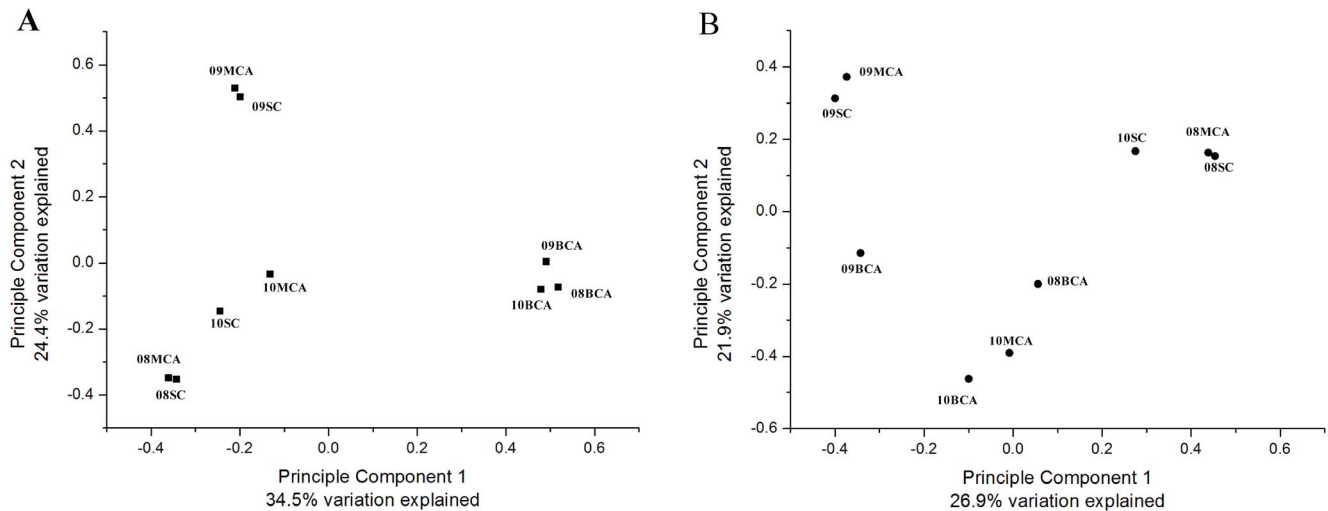 A
Principle Component 2
24.4% variation explained
0.6
0.4
0.2
0.0
-0.2
-0.4
09MCA
09SC
09BCA
10MCA
10BCA
08BCA
10SC
08MCA
08SC
-0.4
-0.2
0.0
0.2
0.4
0.6
Principle Component 1
34.5% variation explained
B
Principle Component 2
21.9% variation explained
0.4
0.2
0.0
-0.2
-0.4
-0.6
09MCA
09SC
10SC
08MCA
08SC
09BCA
08BCA
10MCA
10BCA
-0.4
-0.2
0.0
0.2
0.4
0.6
Principle Component 1
26.9% variation explained